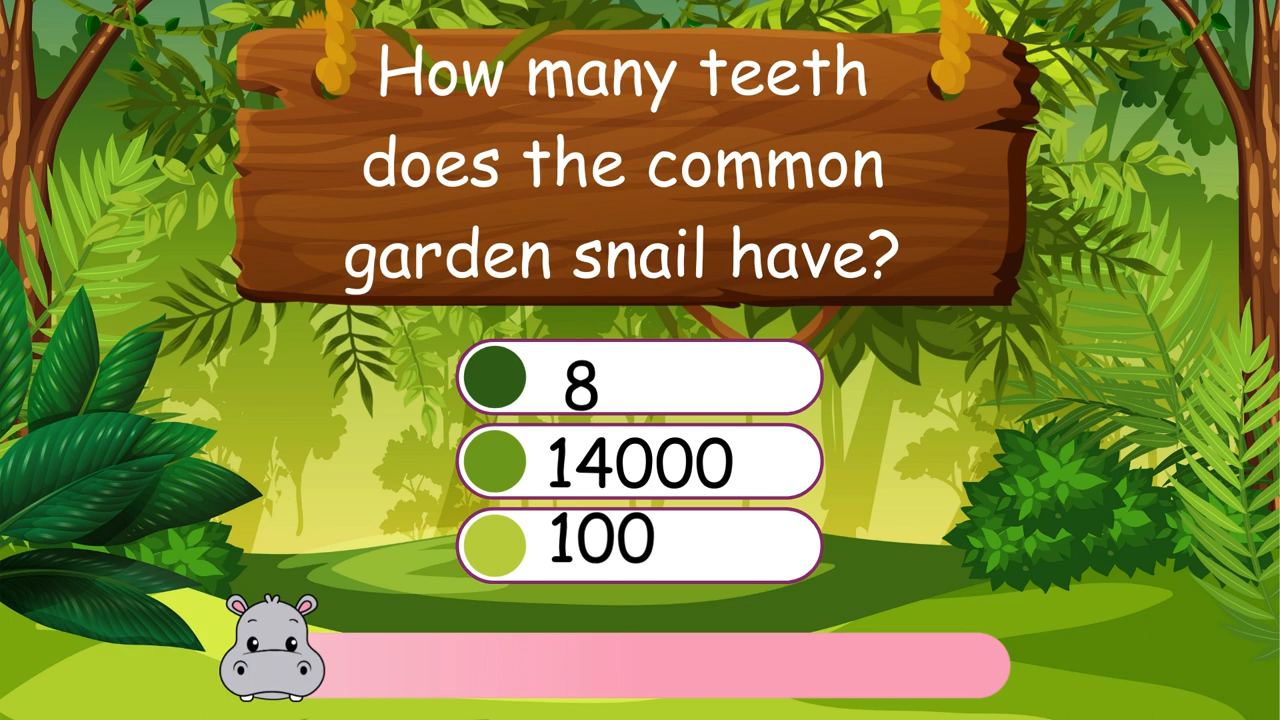 How many teeth
does the common
garden snail have?
8
14000
100